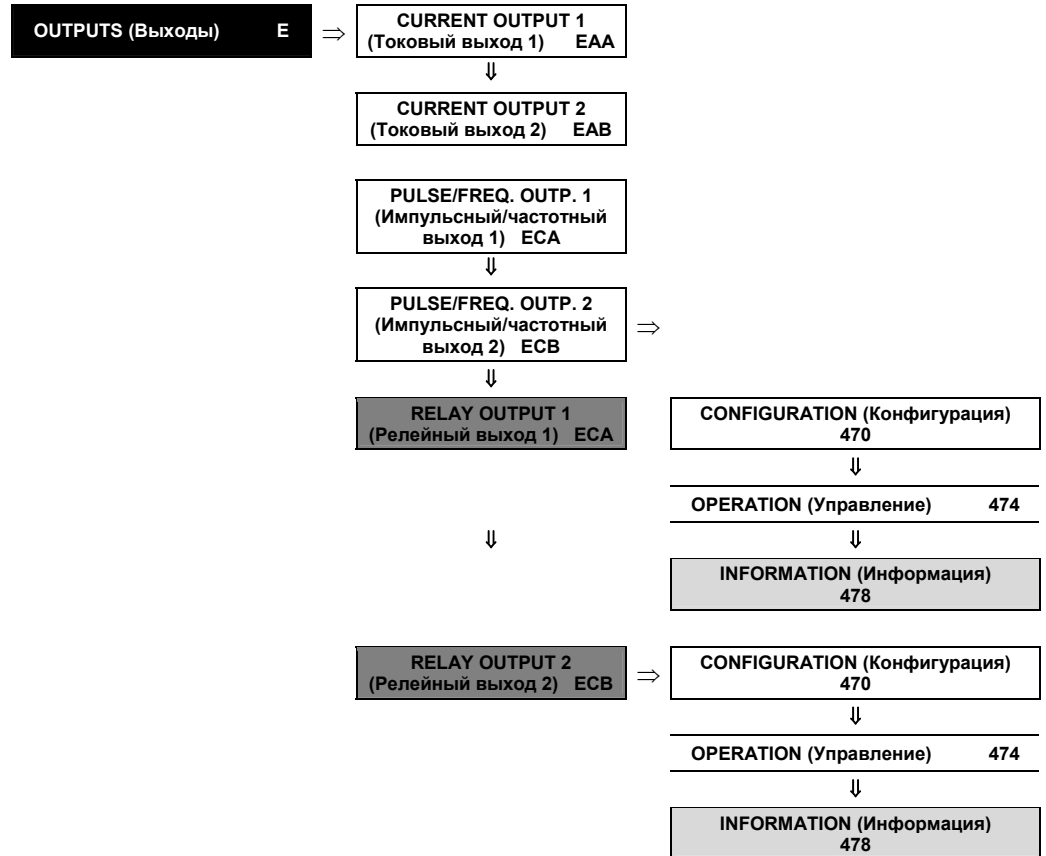 OUTPUTS (Выходы) E ⇒ CURRENT OUTPUT 1
(Токовый выход 1) EAA
⇓
CURRENT OUTPUT 2
(Токовый выход 2) EAB
PULSE/FREQ. OUTP. 1
(Импульсный/частотный
выход 1) ECA
⇓
PULSE/FREQ. OUTP. 2
(Импульсный/частотный
выход 2) ECB
⇒
⇓
RELAY OUTPUT 1
(Релейный выход 1) ECA
CONFIGURATION (Конфигурация)
470
⇓
OPERATION (Управление) 474
⇓
⇓
INFORMATION (Информация)
478
RELAY OUTPUT 2
(Релейный выход 2) ECB
⇒
CONFIGURATION (Конфигурация)
470
⇓
OPERATION (Управление) 474
⇓
INFORMATION (Информация)
478